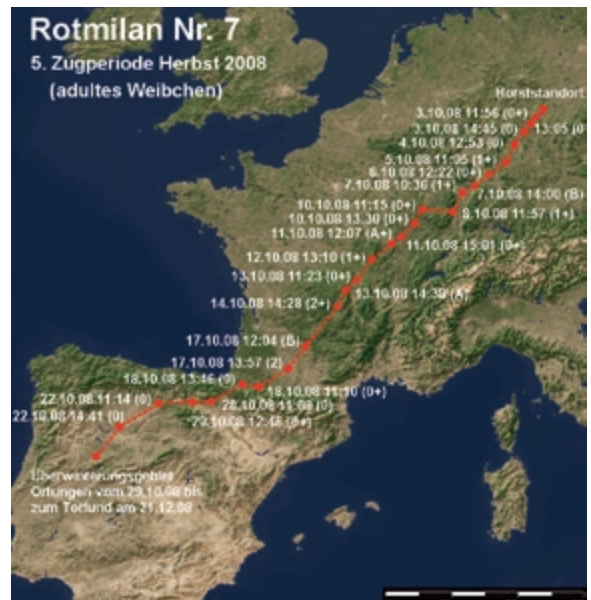 Rotmilan Nr. 7
5. Zugperiode Herbst 2008
(adultes Weibchen)
Horststandort
3.10.08 11:56 (0+)
3.10.08 14:45 (0)
13:05 (0
4.10.08 12:53 (0)
5.10.08 11:05 (1+)
6.10.08 12:22 (0+)
7.10.08 10:36 (1+)
7.10.08 14:00 (B)
10.10.08 11:15 (0+)
8.10.08 11:57 (1+)
10.10.08 13:30 (0+)
11.10.08 12:07 (A+)
11.10.08 15:01 (0+)
12.10.08 13:10 (1+)
13.10.08 11:23 (0+)
13.10.08 14:38 (A)
14.10.08 14:28 (2+)
17.10.08 12:04 (B)
17.10.08 13:57 (2)
18.10.08 13:46 (0)
18.10.08 11:10 (0+)
22.10.08 11:14 (0)
20.10.08 (0)
22.10.08 14:41 (0)
20.10.08 12:48
Überwinterungsgebiet
Ortungen vom 29.10.08 bis
zum Totfund am 21.12.08